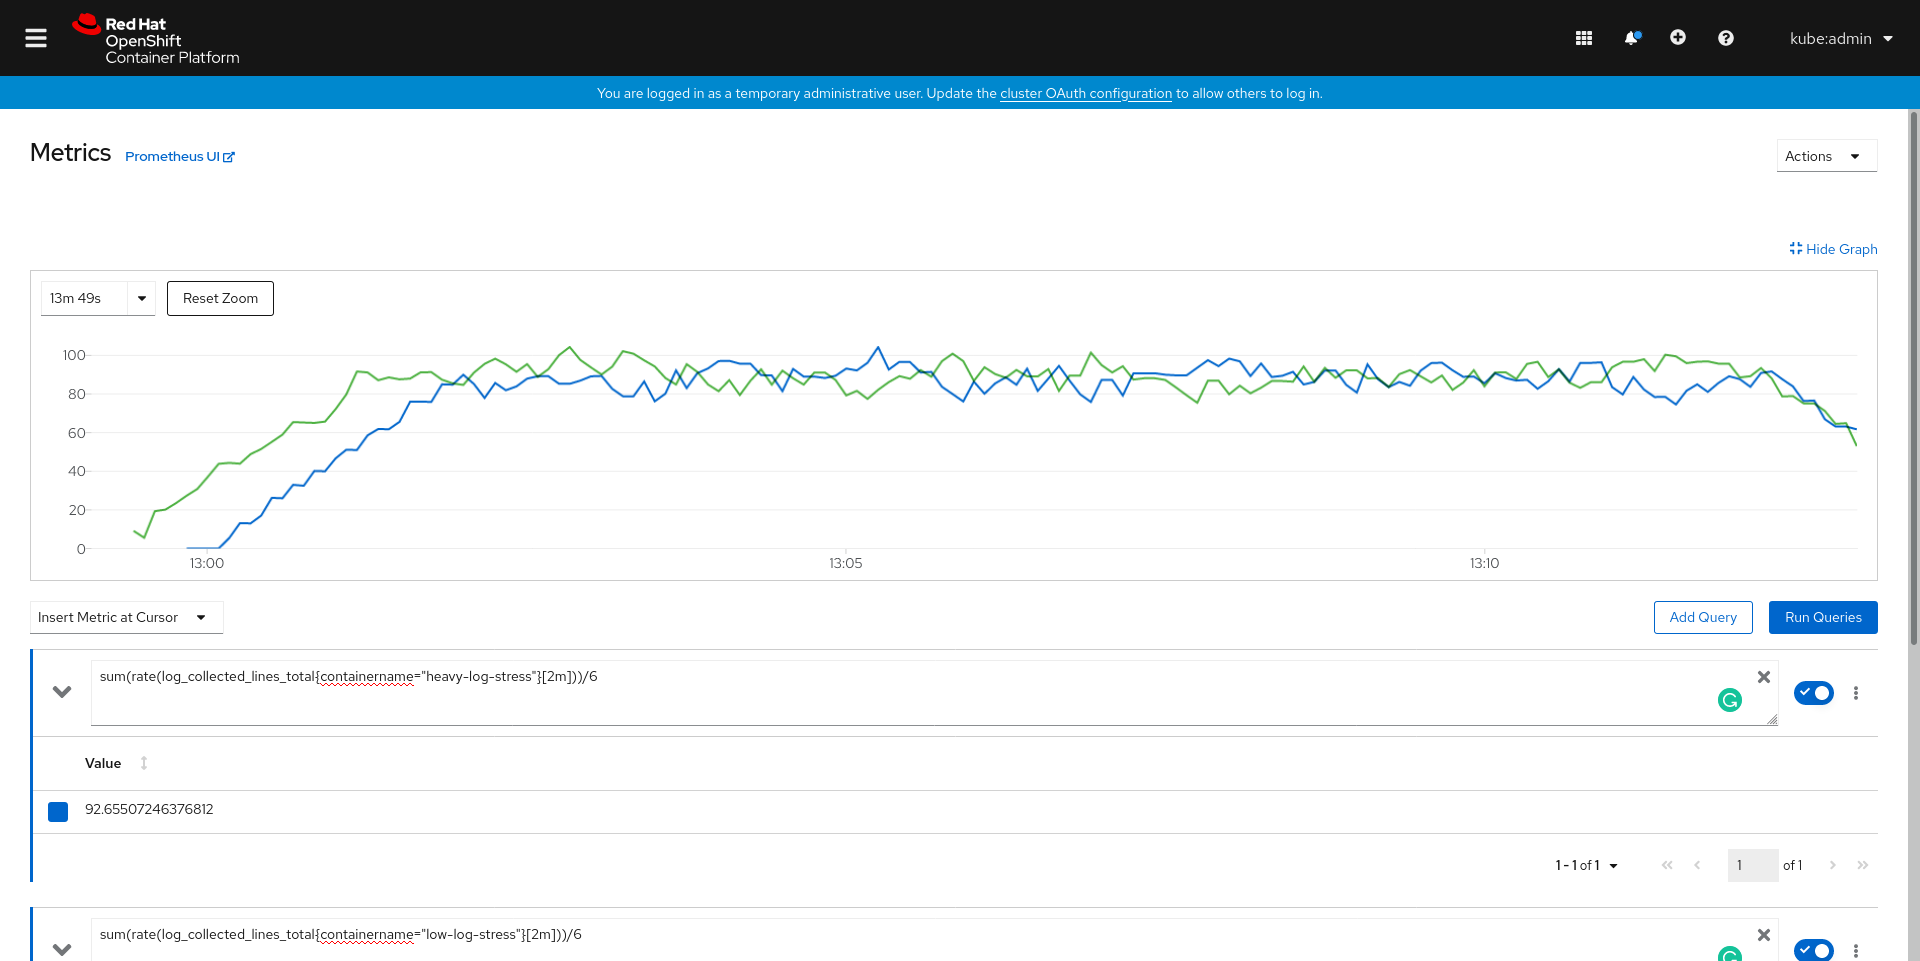 Red Hat
OpenShift
Container Platform
kube:admin
You are logged in as a temporary administrative user. Update the cluster OAuth configuration to allow others to log in.
Metrics
Prometheus UI
Actions
Hide Graph
13m 49s
Reset Zoom
100
80
60
40
20
0
13:00
13:05
13:10
Insert Metric at Cursor
Add Query
Run Queries
sum(rate(log_collected_lines_total{containername="heavy-log-stress"}[2m]))/6
Value
92.65507246376812
1 - 1 of 1
1
of 1
sum(rate(log_collected_lines_total{containername="low-log-stress"}[2m]))/6